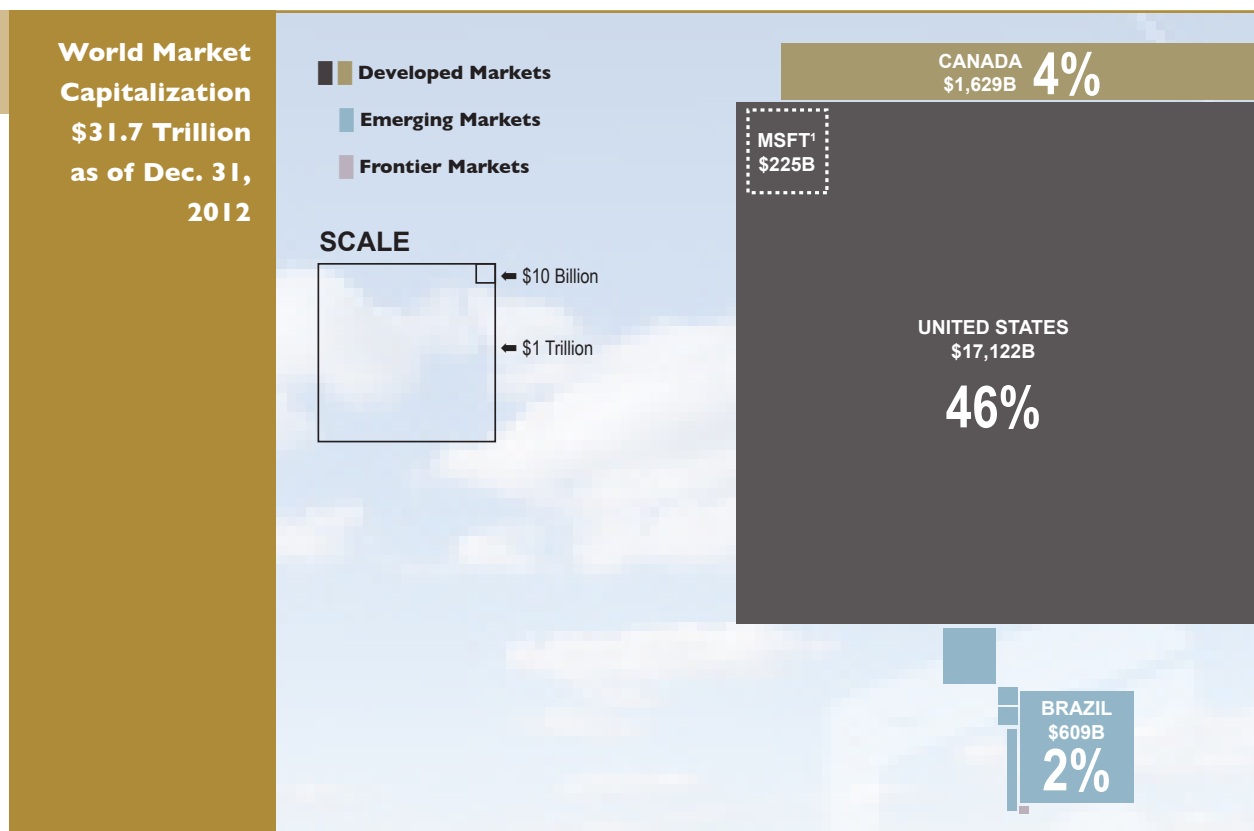 World Market
Capitalization
$31.7 Trillion
as of Dec. 31,
2012
Developed Markets
Emerging Markets
Frontier Markets
SCALE
$10 Billion
$1 Trillion
CANADA
$1,629B
4%
MSFT¹
$225B
UNITED STATES
$17,122B
46%
BRAZIL
$609B
2%